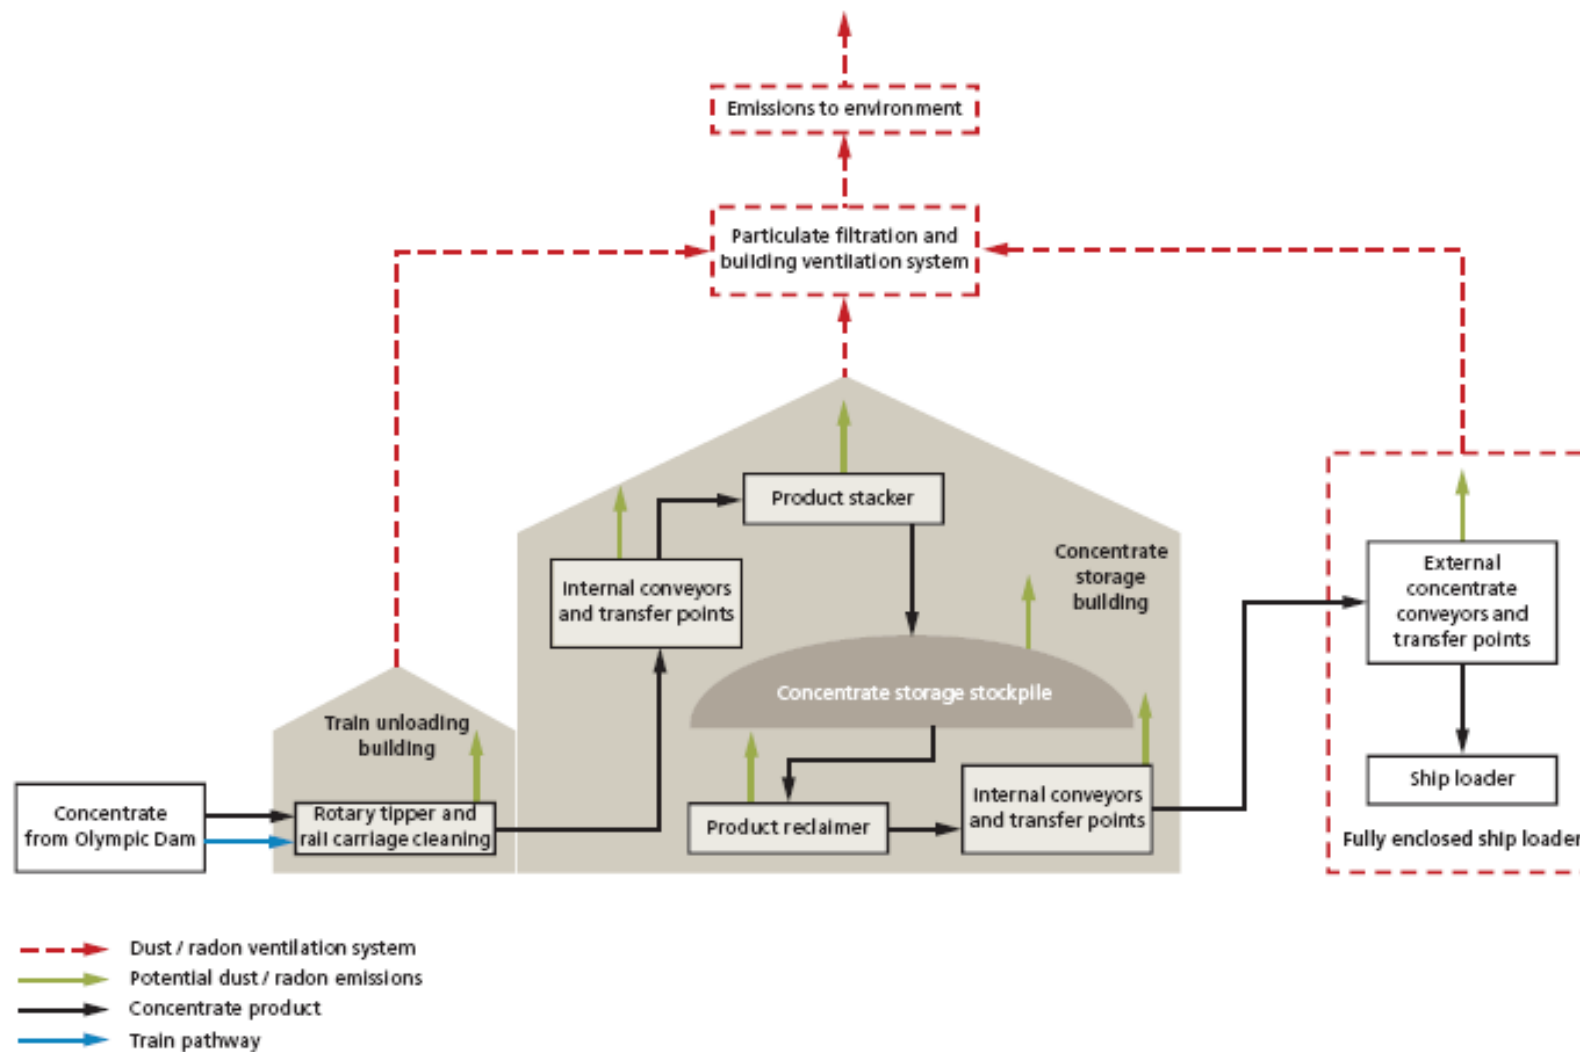 Emissions to environment
Particulate filtration and
building ventilation system
Product stacker
Concentrate
storage
building
Internal conveyors
and transfer points
External
concentrate
conveyors and
transfer points
Concentrate storage stockpile
Train unloading
building
Concentrate
from Olympic Dam
Rotary tipper and
rail carriage cleaning
Product reclaimer
Internal conveyors
and transfer points
Ship loader
Fully enclosed ship loader
Dust / radon ventilation system
Potential dust / radon emissions
Concentrate product
Train pathway